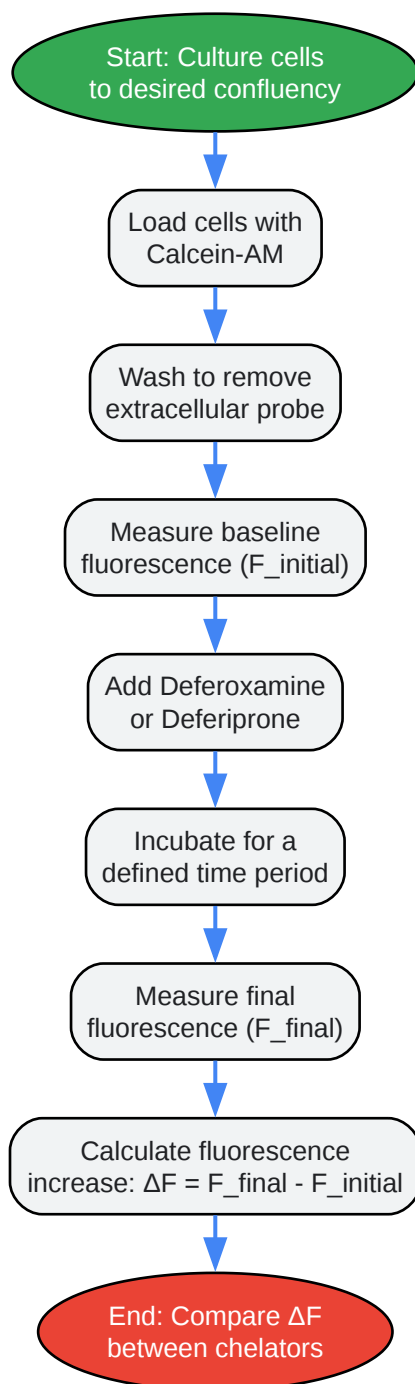 Start: Culture cells
to desired confluency
Load cells with
Calcein-AM
Wash to remove
extracellular probe
Measure baseline
fluorescence (F_initial)
Add Deferoxamine
or Deferiprone
Incubate for a
defined time period
Measure final
fluorescence (F_final)
Calculate fluorescence
increase: ΔF = F_final - F_initial
End: Compare ΔF
between chelators